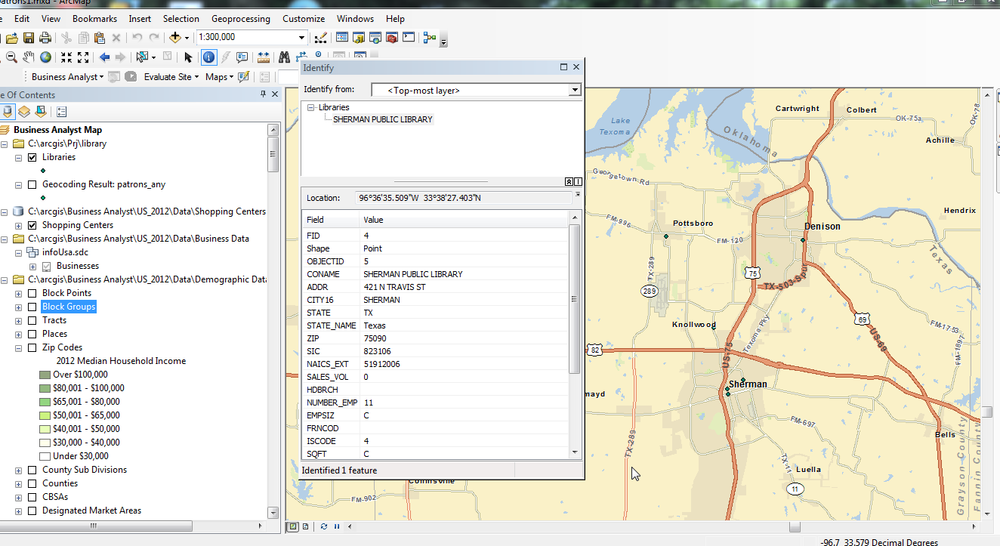 patrons1.mxd - ArcMap
Edit View Bookmarks Insert Selection Geoprocessing Customize Windows Help
1:300,000
Business Analyst Evaluate Site Maps
e Of Contents
Business Analyst Map
C:\arcgis\Prj\library
Libraries
Geocoding Result: patrons_any
C:\arcgis\Business Analyst\US_2012\Data\Shopping Centers
Shopping Centers
C:\arcgis\Business Analyst\US_2012\Data\Business Data
infoUsa.sdc
Businesses
C:\arcgis\Business Analyst\US_2012\Data\Demographic Data
Block Points
Block Groups
Tracts
Places
Zip Codes
2012 Median Household Income
Over $100,000
$80,001 - $100,000
$65,001 - $80,000
$50,001 - $65,000
$40,001 - $50,000
$30,000 - $40,000
Under $30,000
County Sub Divisions
Counties
CBSAs
Designated Market Areas
Identify
Identify from: <Top-most layer>
Libraries
SHERMAN PUBLIC LIBRARY
Location: 96°36'35.509"W 33°38'27.403"N
Field Value
FID 4
Shape Point
OBJECTID 5
CONAME SHERMAN PUBLIC LIBRARY
ADDR 421 N TRAVIS ST
CITY16 SHERMAN
STATE TX
STATE_NAME Texas
ZIP 75090
SIC 823106
NAICS_EXT 51912006
SALES_VOL 0
HDBRCH
NUMBER_EMP 11
EMPSIZ C
FRNCOD
ISCODE 4
SQFT C
Identified 1 feature
Lake
Texoma
Oklahoma
Cartwright
Colbert
OK-75a
OK-78
Achille
Georgetown Rd
Hendrix
FM-996
Pottsboro
Denison
FM-120
Texas
TX-289
75
TX-503-Spur
289
69
Knollwood
Texoma Pky
US-69
FM-1753
FM-1897
82
US-75
Sherman
mayd
FM-697
Bells
TX-289
TX-11
Luella
11
Grayson County
Fannin County
Collinsville
FM-902
-96.7 33.579 Decimal Degrees